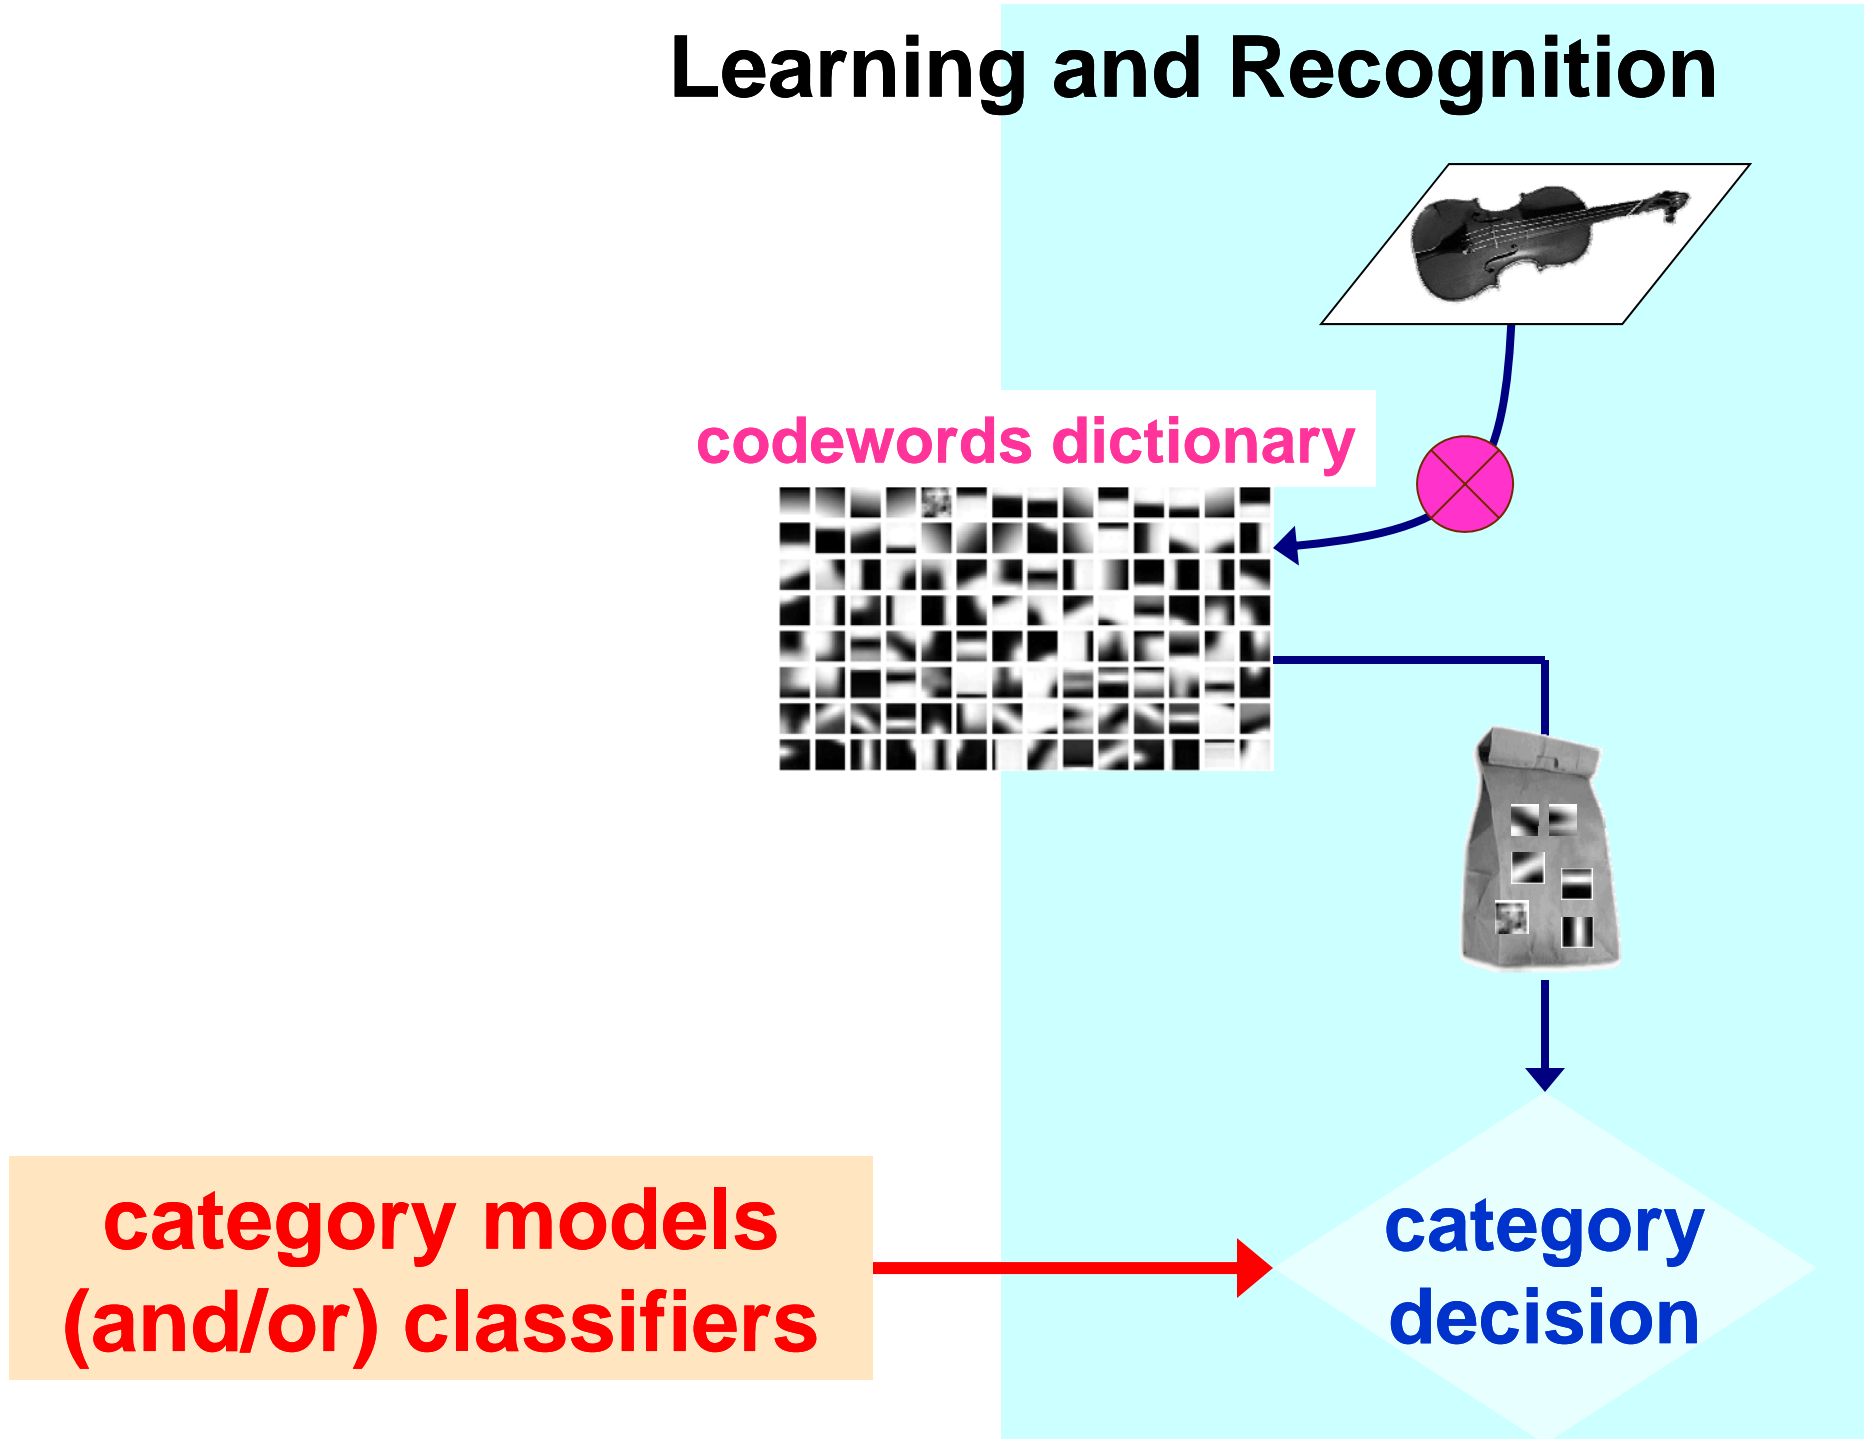 Learning and Recognition
codewords dictionary
category models
(and/or) classifiers
category
decision